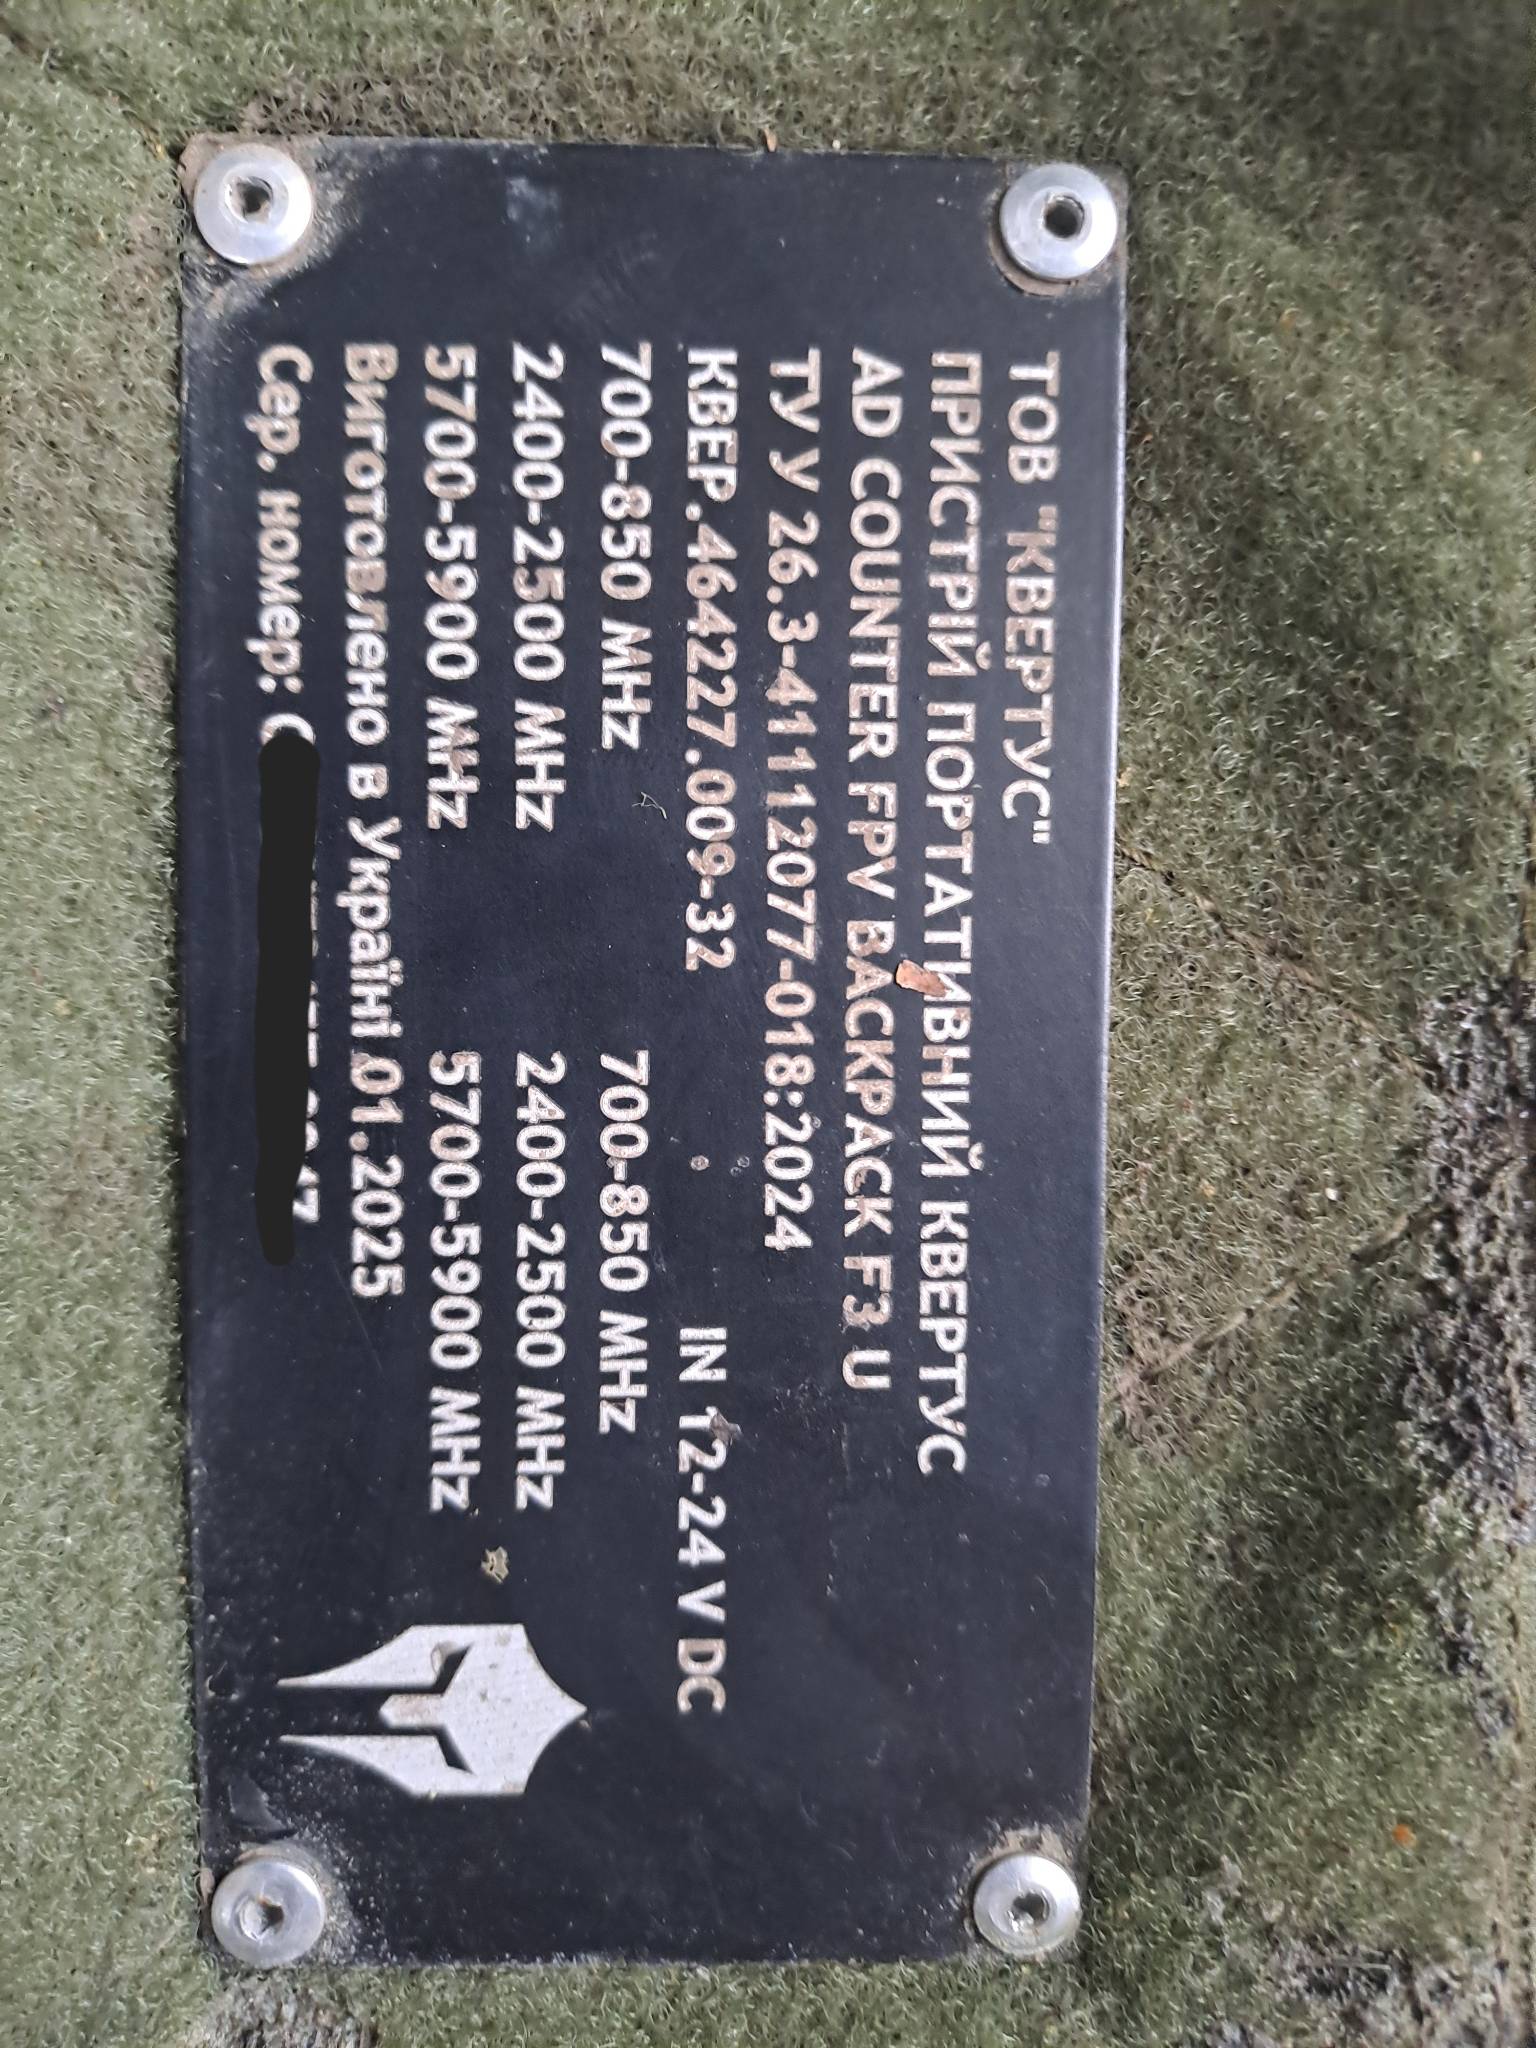 ТОВ "КВЕРТУС"
ПРИСТРІЙ ПОРТАТИВНИЙ КВЕРТУС
AD COUNTER FPV BACKPACK F3 U
ТУ У 26.3-41112077-018:2024
КВЕР.464227.009-32 IN 12-24 V DC
700-850 MHz 700-850 MHz
2400-2500 MHz 2400-2500 MHz
5700-5900 MHz 5700-5900 MHz
Виготовлено в Україні 01.2025
Сер. номер: